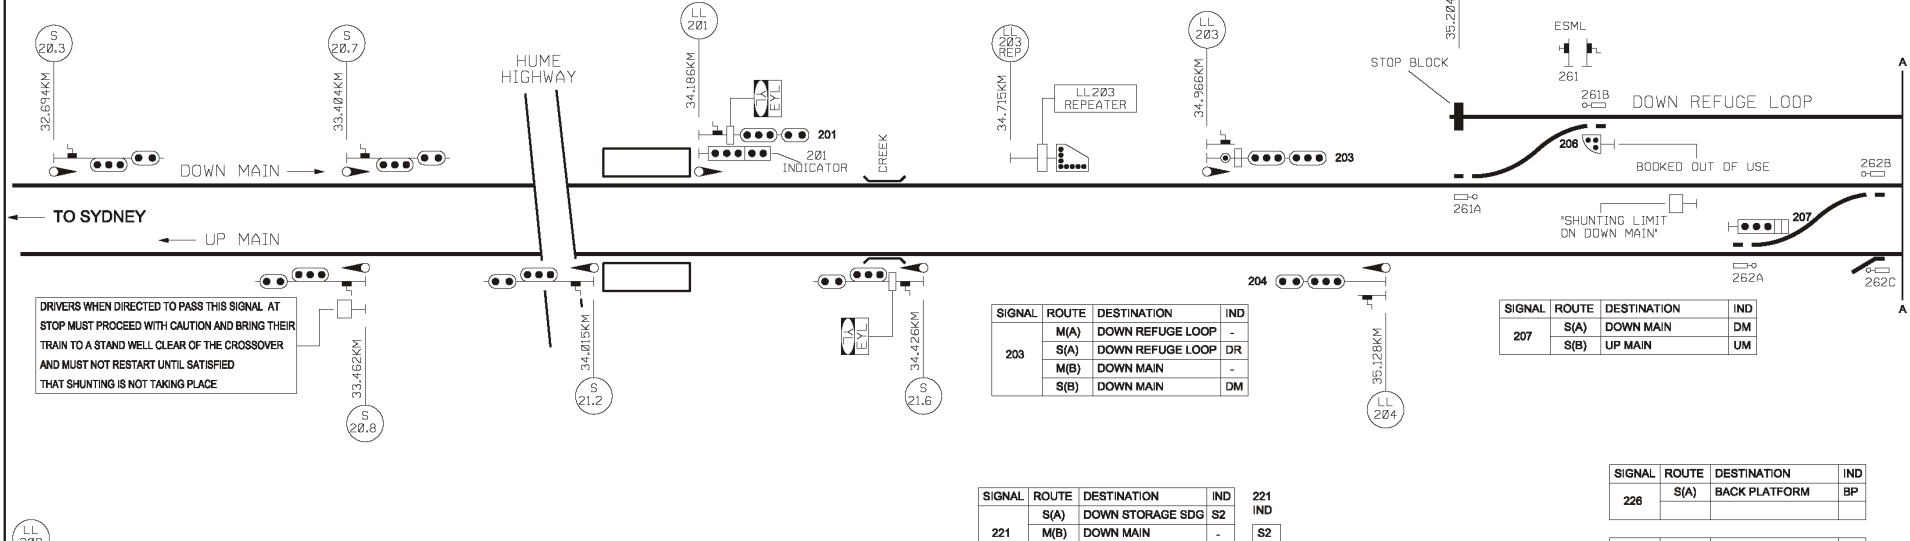 S
20.3
32.694KM
S
20.7
33.404KM
HUME
HIGHWAY
LL
201
34.186KM
EYL
EYL
201
201
INDICATOR
CREEK
LL
203
REP
34.715KM
LL203
REPEATER
LL
203
34.966KM
203
35.204
STOP BLOCK
ESML
261
261B
DOWN REFUGE LOOP
A
206
BOOKED OUT OF USE
262B
DOWN MAIN
261A
"SHUNTING LIMIT
ON DOWN MAIN"
207
TO SYDNEY
UP MAIN
262A
262C
A
DRIVERS WHEN DIRECTED TO PASS THIS SIGNAL AT
STOP MUST PROCEED WITH CAUTION AND BRING THEIR
TRAIN TO A STAND WELL CLEAR OF THE CROSSOVER
AND MUST NOT RESTART UNTIL SATISFIED
THAT SHUNTING IS NOT TAKING PLACE
33.462KM
S
20.8
34.015KM
S
21.2
EYL
EYL
34.426KM
S
21.6
204
35.128KM
LL
204
SIGNAL ROUTE DESTINATION IND
203
M(A) DOWN REFUGE LOOP -
S(A) DOWN REFUGE LOOP DR
M(B) DOWN MAIN -
S(B) DOWN MAIN DM
SIGNAL ROUTE DESTINATION IND
207
S(A) DOWN MAIN DM
S(B) UP MAIN UM
SIGNAL ROUTE DESTINATION IND
226
S(A) BACK PLATFORM BP
SIGNAL ROUTE DESTINATION IND
221
S(A) DOWN STORAGE SDG S2
M(B) DOWN MAIN -
221
IND
S2
LL